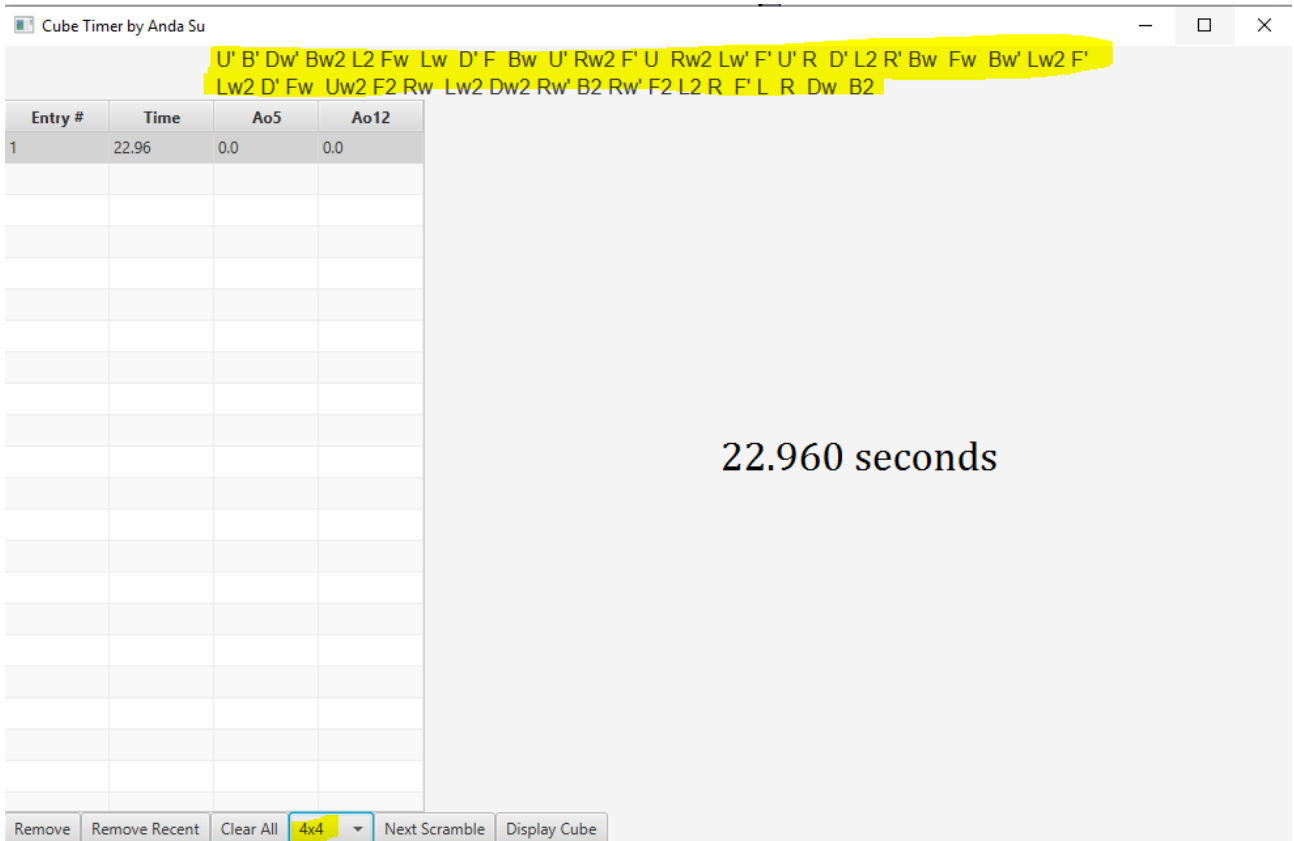 Cube Timer by Anda Su
U' B' Dw' Bw2 L2 Fw Lw D' F Bw U' Rw2 F' U Rw2 Lw' F' U' R D' L2 R' Bw Fw Bw' Lw2 F'
Lw2 D' Fw Uw2 F2 Rw Lw2 Dw2 Rw' B2 Rw' F2 L2 R F' L R Dw B2
Entry # Time Ao5 Ao12
1 22.96 0.0 0.0
22.960 seconds
Remove Remove Recent Clear All 4x4 Next Scramble Display Cube